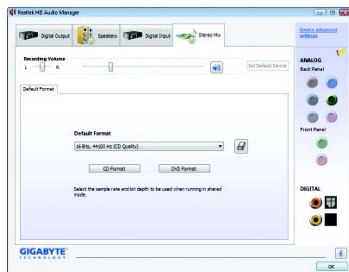 Realtek HD Audio Manager
Digital Output
Speakers
Digital Input
Stereo Mix
Device advanced settings
Recording Volume
L
R
Set Default Device
ANALOG
Back Panel
Default Format
Default Format
16 Bits, 44100 Hz (CD Quality)
CD Format
DVD Format
Select the sample rate and bit depth to be used when running in shared
mode.
Front Panel
DIGITAL
GIGABYTE
TECHNOLOGY
i
OK